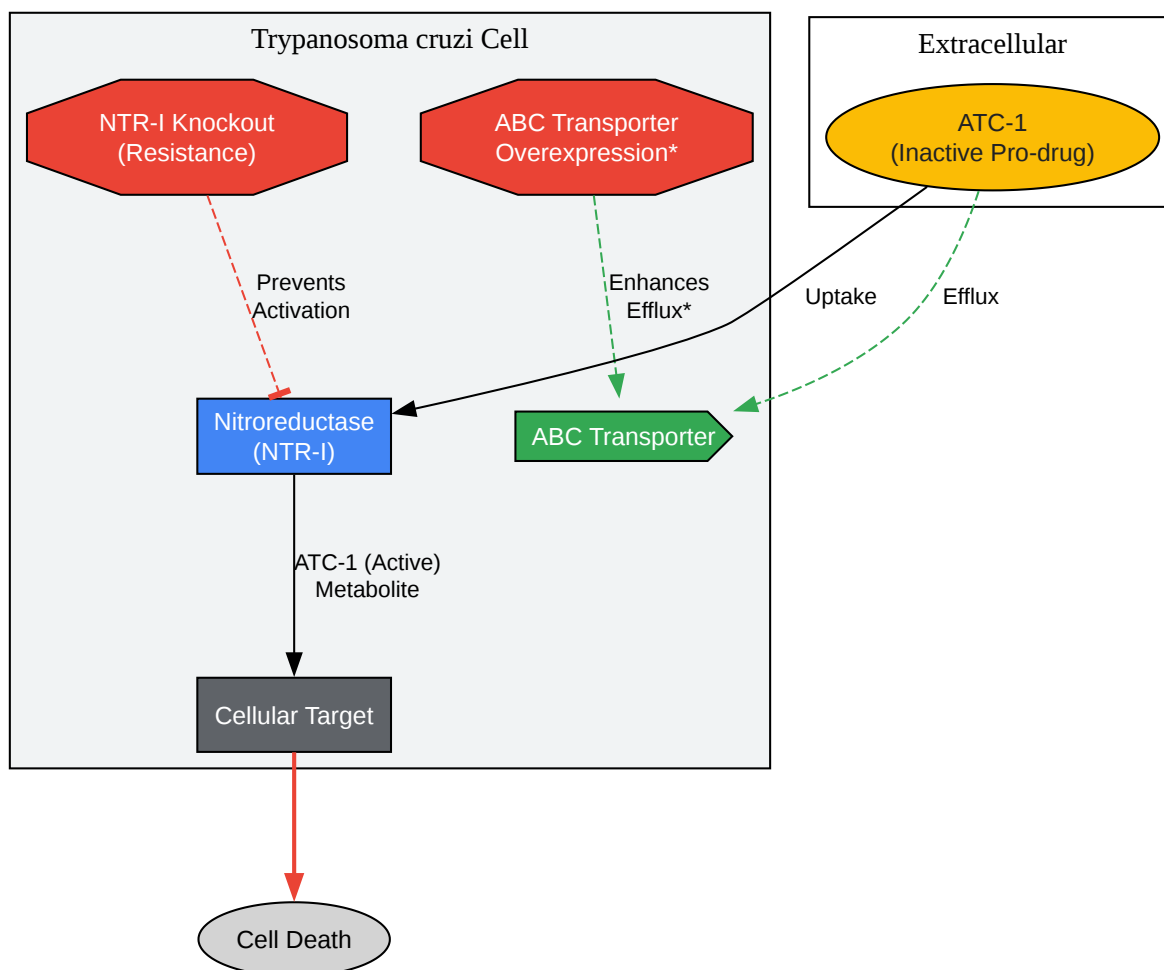 Trypanosoma cruzi Cell
Extracellular
NTR-I Knockout
(Resistance)
ABC Transporter
Overexpression*
ATC-1
(Inactive Pro-drug)
Prevents
Activation
Enhances
Efflux*
Uptake
Efflux
Nitroreductase
(NTR-I)
ABC Transporter
ATC-1 (Active)
Metabolite
Cellular Target
Cell Death